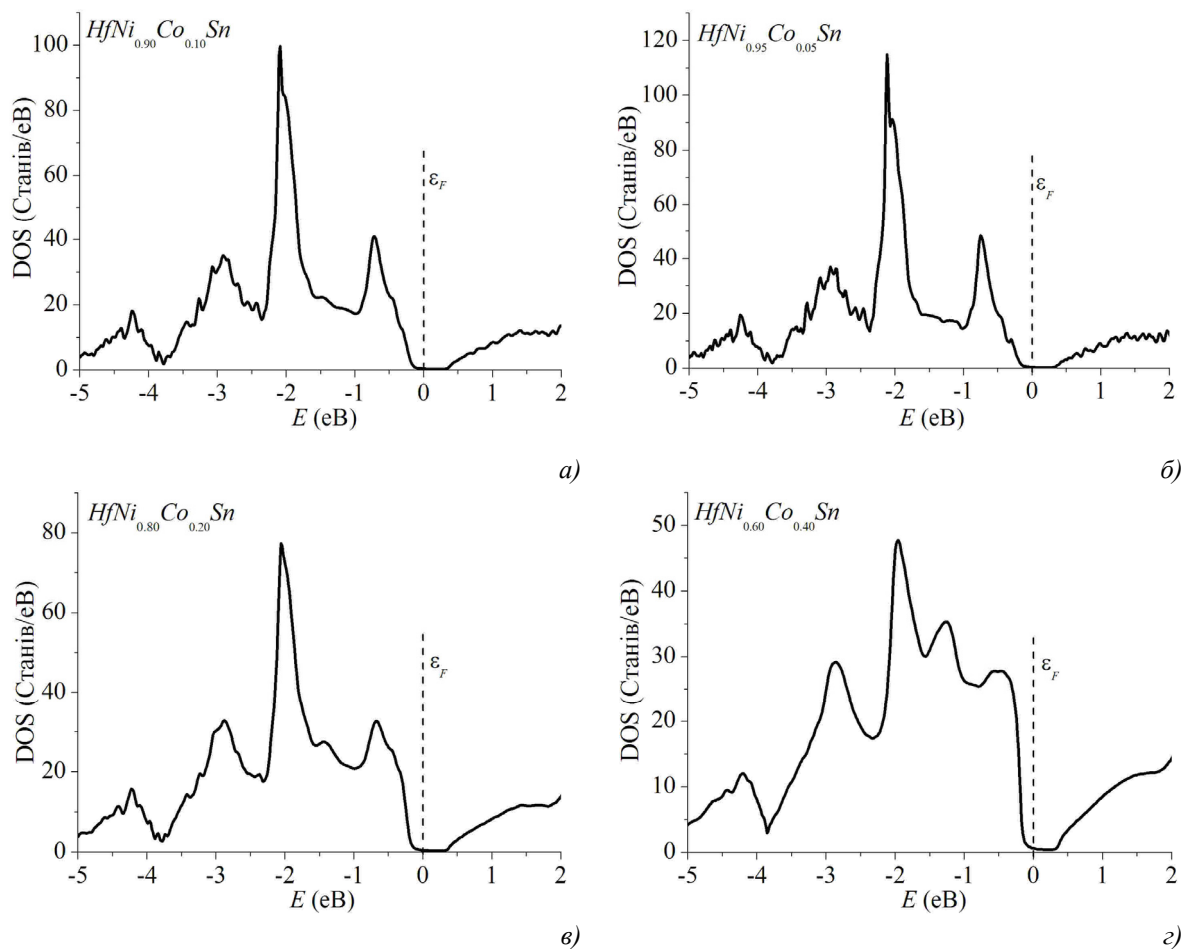 HfNi0.90Co0.10Sn
100
80
60
40
20
0
DOS (Станів/еВ)
εF
-5 -4 -3 -2 -1 0 1 2
E (еВ)
а)
HfNi0.95Co0.05Sn
120
100
80
60
40
20
0
DOS (Станів/еВ)
εF
-5 -4 -3 -2 -1 0 1 2
E (еВ)
б)
HfNi0.80Co0.20Sn
80
60
40
20
0
DOS (Станів/еВ)
εF
-5 -4 -3 -2 -1 0 1 2
E (еВ)
в)
HfNi0.60Co0.40Sn
50
40
30
20
10
0
DOS (Станів/еВ)
εF
-5 -4 -3 -2 -1 0 1 2
E (еВ)
г)